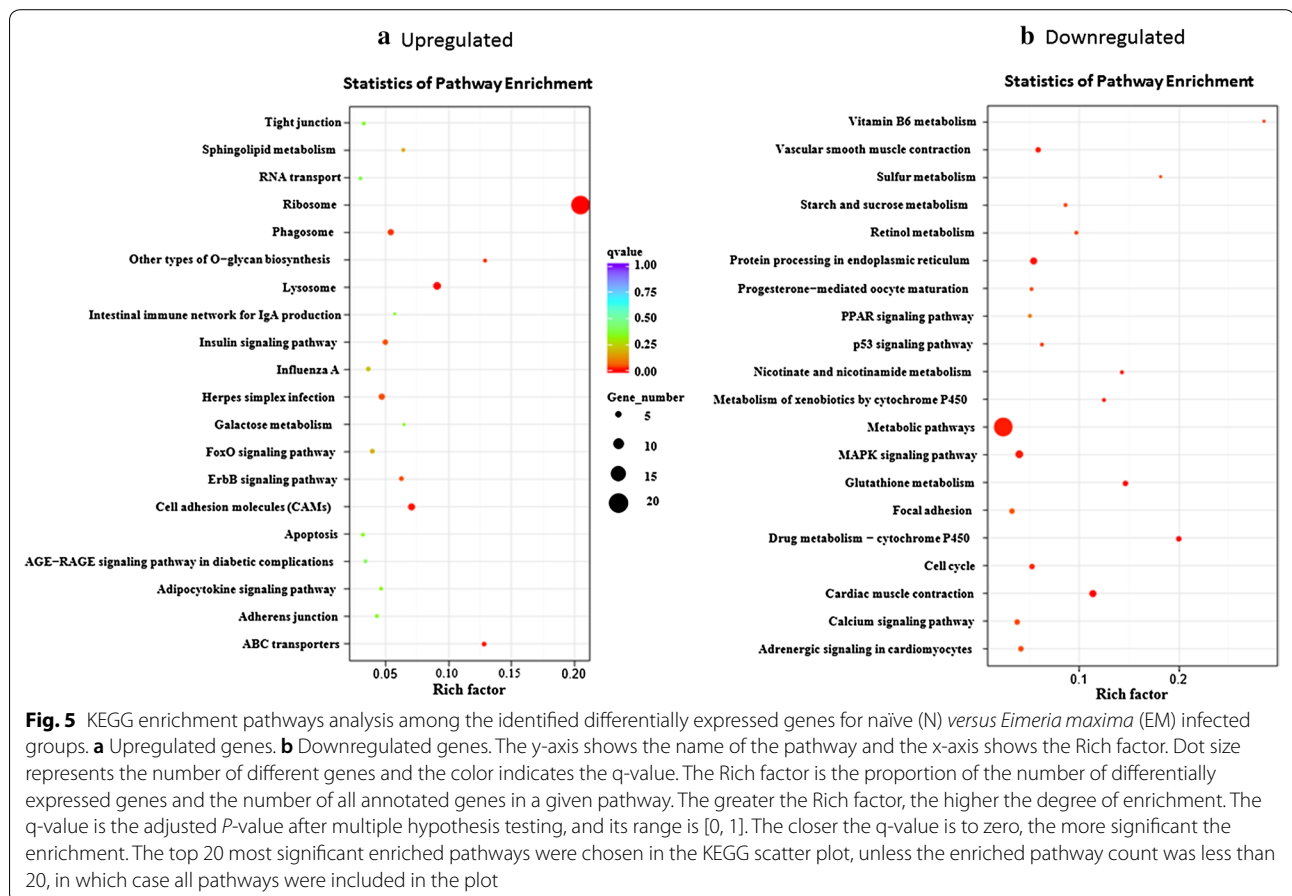 a Upregulated
Statistics of Pathway Enrichment
Tight junction
Sphingolipid metabolism
RNA transport
Ribosome
Phagosome
Other types of O−glycan biosynthesis
Lysosome
Intestinal immune network for IgA production
Insulin signaling pathway
Influenza A
Herpes simplex infection
Galactose metabolism
FoxO signaling pathway
ErbB signaling pathway
Cell adhesion molecules (CAMs)
Apoptosis
AGE−RAGE signaling pathway in diabetic complications
Adipocytokine signaling pathway
Adherens junction
ABC transporters
0.05 0.10 0.15 0.20
Rich factor
qvalue
1.00
0.75
0.50
0.25
0.00
Gene_number
5
10
15
20
b Downregulated
Statistics of Pathway Enrichment
Vitamin B6 metabolism
Vascular smooth muscle contraction
Sulfur metabolism
Starch and sucrose metabolism
Retinol metabolism
Protein processing in endoplasmic reticulum
Progesterone−mediated oocyte maturation
PPAR signaling pathway
p53 signaling pathway
Nicotinate and nicotinamide metabolism
Metabolism of xenobiotics by cytochrome P450
Metabolic pathways
MAPK signaling pathway
Glutathione metabolism
Focal adhesion
Drug metabolism − cytochrome P450
Cell cycle
Cardiac muscle contraction
Calcium signaling pathway
Adrenergic signaling in cardiomyocytes
0.1 0.2
Rich factor
Fig. 5 KEGG enrichment pathways analysis among the identified differentially expressed genes for naïve (N) versus Eimeria maxima (EM) infected
groups. a Upregulated genes. b Downregulated genes. The y-axis shows the name of the pathway and the x-axis shows the Rich factor. Dot size
represents the number of different genes and the color indicates the q-value. The Rich factor is the proportion of the number of differentially
expressed genes and the number of all annotated genes in a given pathway. The greater the Rich factor, the higher the degree of enrichment. The
q-value is the adjusted P-value after multiple hypothesis testing, and its range is [0, 1]. The closer the q-value is to zero, the more significant the
enrichment. The top 20 most significant enriched pathways were chosen in the KEGG scatter plot, unless the enriched pathway count was less than
20, in which case all pathways were included in the plot